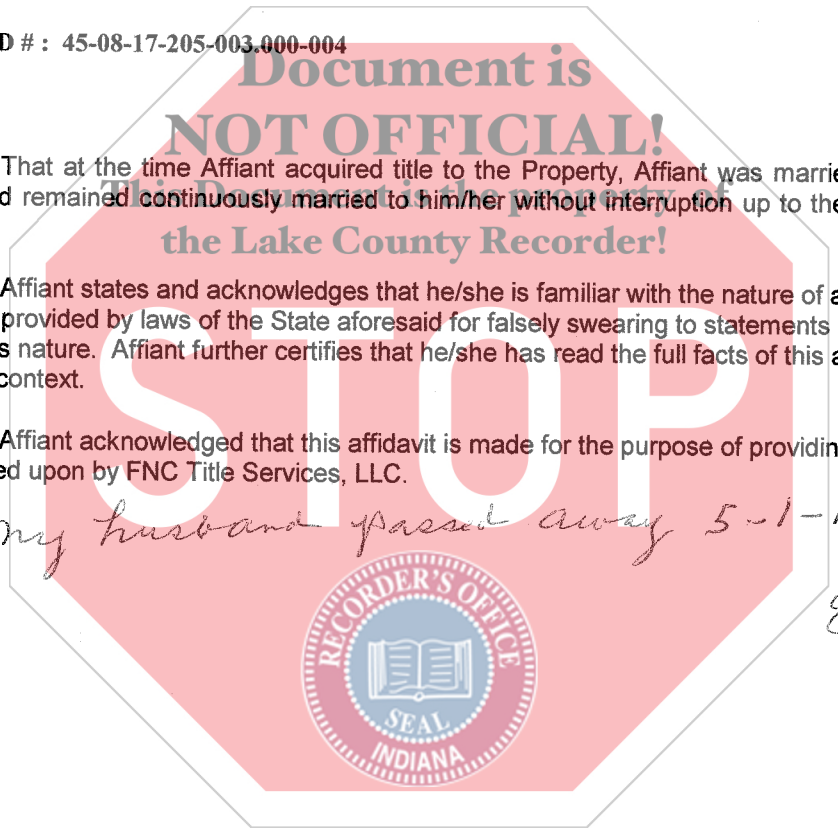 D # : 45-08-17-205-003.000-004
Document is
NOT OFFICIAL!
That at the time Affiant acquired title to the Property, Affiant was marrie
This Document is the property of
d remained continuously married to him/her without interruption up to the
the Lake County Recorder!
Affiant states and acknowledges that he/she is familiar with the nature of a
provided by laws of the State aforesaid for falsely swearing to statements
s nature. Affiant further certifies that he/she has read the full facts of this a
context.
Affiant acknowledged that this affidavit is made for the purpose of providin
ed upon by FNC Title Services, LLC.
STOP
my husband passed away 5-1-1
RECORDER'S OFFICE
SEAL
INDIANA